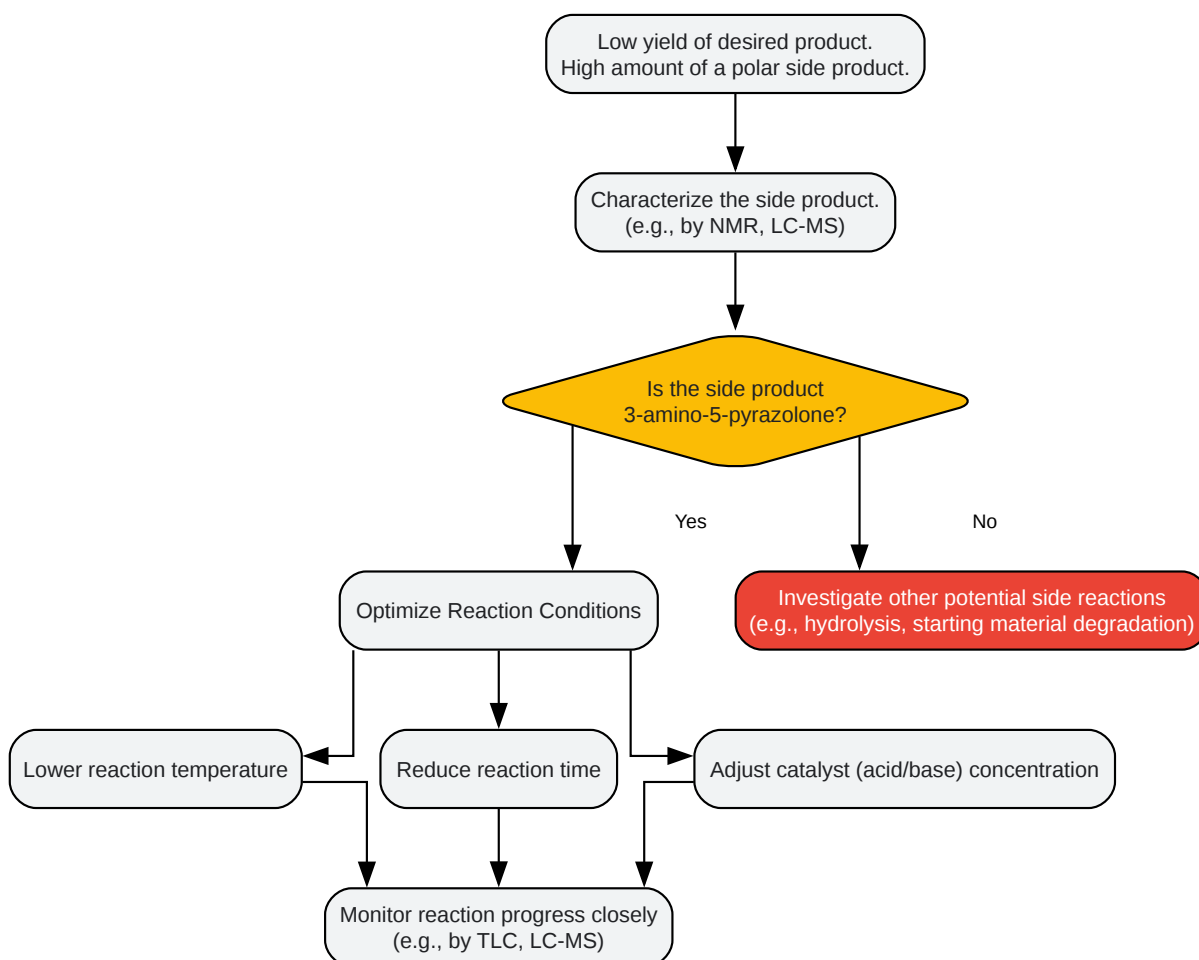 Low yield of desired product.
High amount of a polar side product.
Characterize the side product.
(e.g., by NMR, LC-MS)
Is the side product
3-amino-5-pyrazolone?
Yes
No
Optimize Reaction Conditions
Investigate other potential side reactions
(e.g., hydrolysis, starting material degradation)
Lower reaction temperature
Reduce reaction time
Adjust catalyst (acid/base) concentration
Monitor reaction progress closely
(e.g., by TLC, LC-MS)